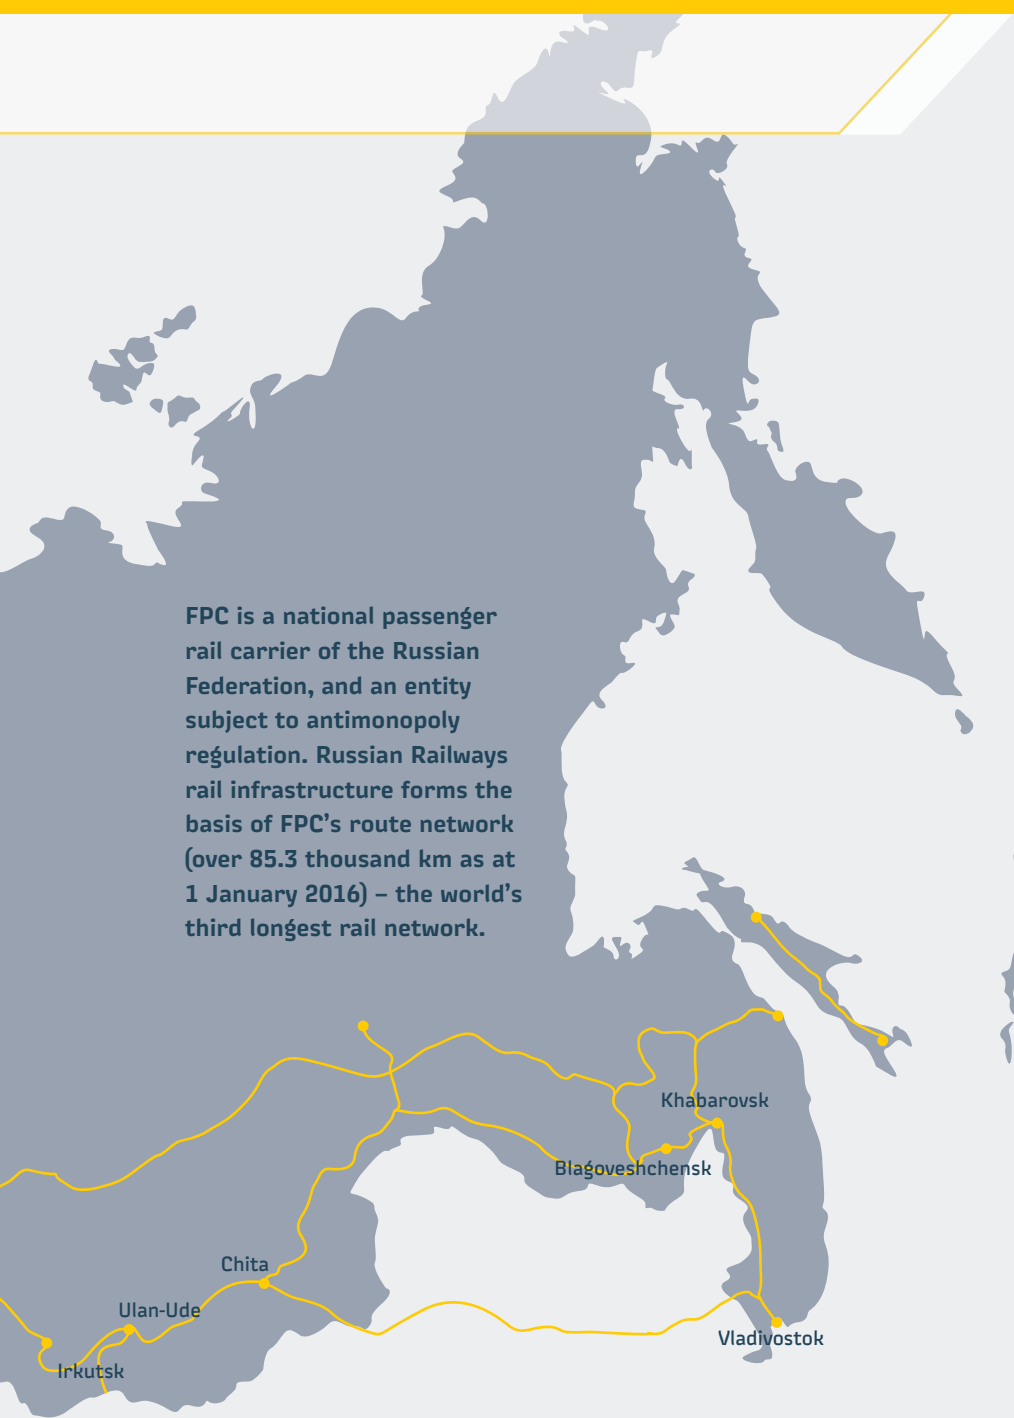 FPC is a national passenger
rail carrier of the Russian
Federation, and an entity
subject to antimonopoly
regulation. Russian Railways
rail infrastructure forms the
basis of FPC’s route network
(over 85.3 thousand km as at
1 January 2016) – the world’s
third longest rail network.
Khabarovsk
Blagoveshchensk
Chita
Ulan-Ude
Vladivostok
Irkutsk